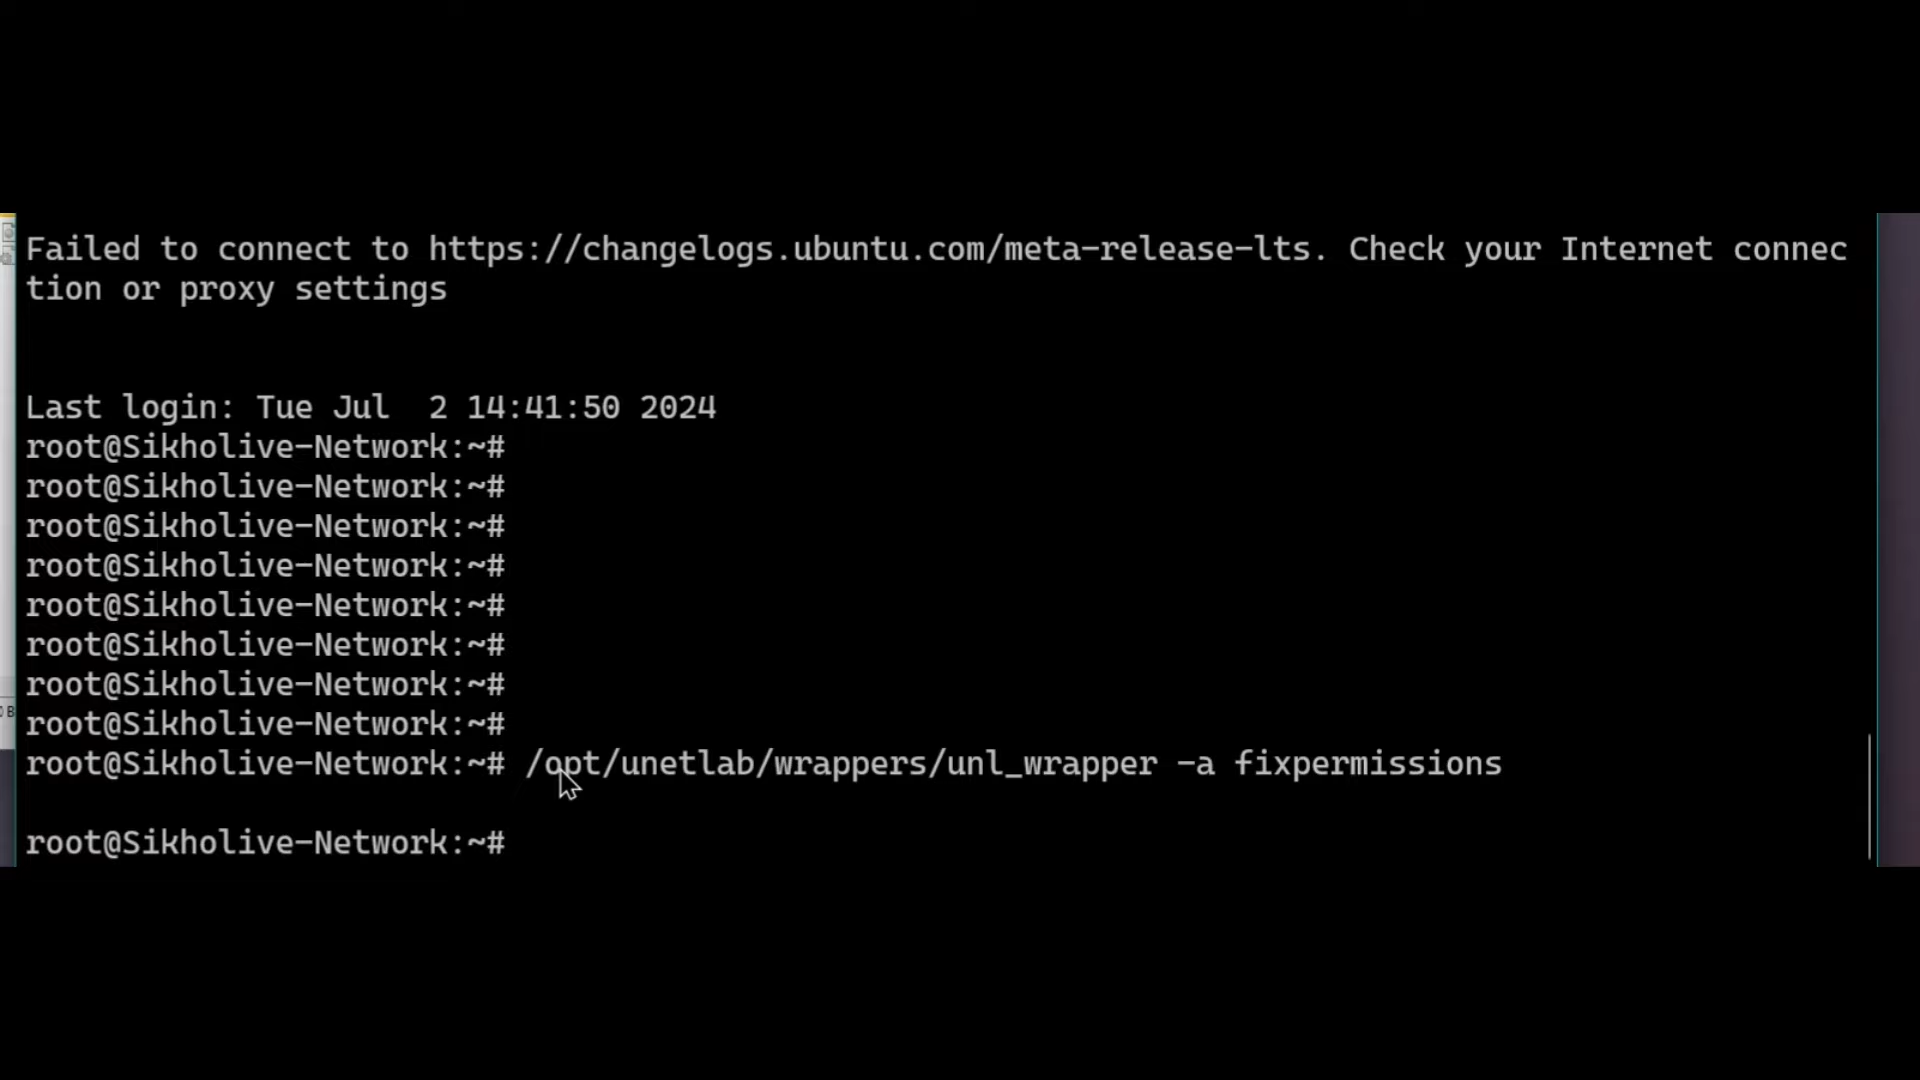 Failed to connect to https://changelogs.ubuntu.com/meta-release-lts. Check your Internet connec
tion or proxy settings
Last login: Tue Jul  2 14:41:50 2024
root@Sikholive-Network:~#
root@Sikholive-Network:~#
root@Sikholive-Network:~#
root@Sikholive-Network:~#
root@Sikholive-Network:~#
root@Sikholive-Network:~#
root@Sikholive-Network:~#
root@Sikholive-Network:~#
root@Sikholive-Network:~# /opt/unetlab/wrappers/unl_wrapper -a fixpermissions
root@Sikholive-Network:~#